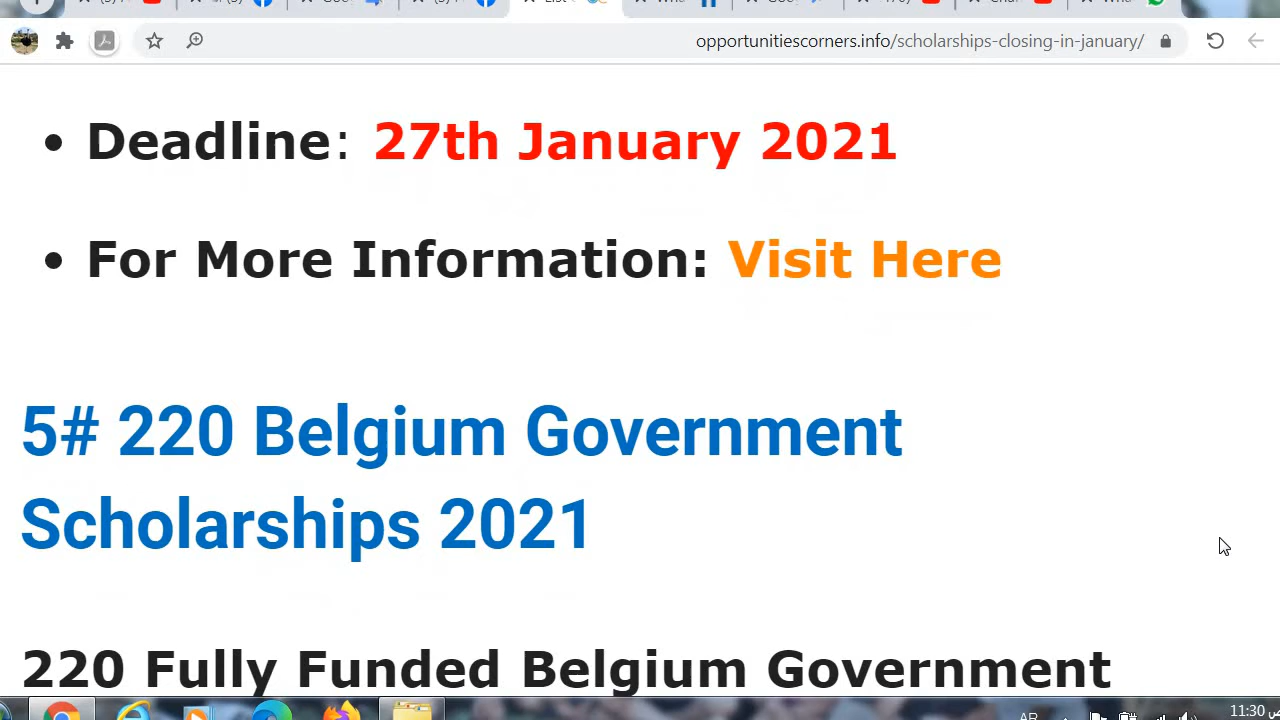 opportunitiescorners.info/scholarships-closing-in-january/
• Deadline: 27th January 2021
• For More Information: Visit Here
5# 220 Belgium Government
Scholarships 2021
220 Fully Funded Belgium Government
AR
11:30